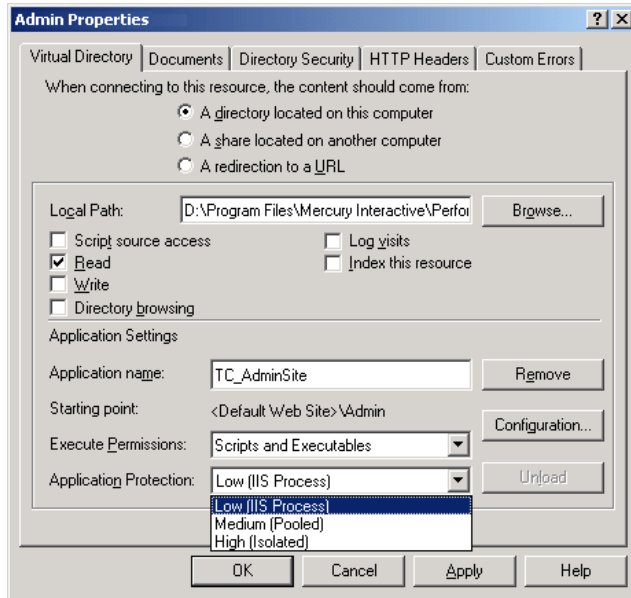 Admin Properties
Virtual Directory Documents Directory Security HTTP Headers Custom Errors
When connecting to this resource, the content should come from:
A directory located on this computer
A share located on another computer
A redirection to a URL
Local Path: D:\Program Files\Mercury Interactive\Perfor Browse...
Script source access Log visits
Read Index this resource
Write
Directory browsing
Application Settings
Application name: TC_AdminSite Remove
Starting point: <Default Web Site>\Admin Configuration...
Execute Permissions: Scripts and Executables
Application Protection: Low (IIS Process) Unload
Low (IIS Process)
Medium (Pooled)
High (Isolated)
OK Cancel Apply Help